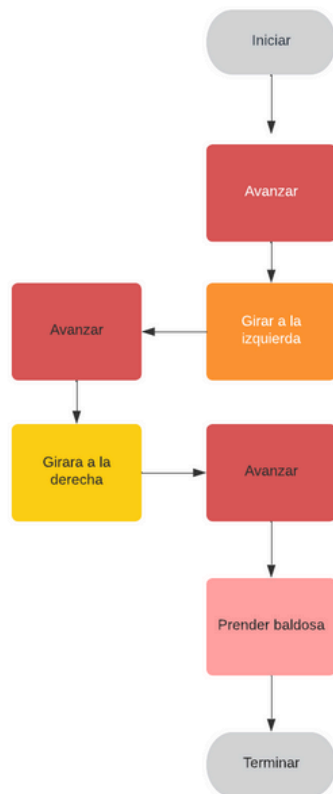 Iniciar
Avanzar
Girar a la
izquierda
Avanzar
Girara a la
derecha
Avanzar
Prender baldosa
Terminar